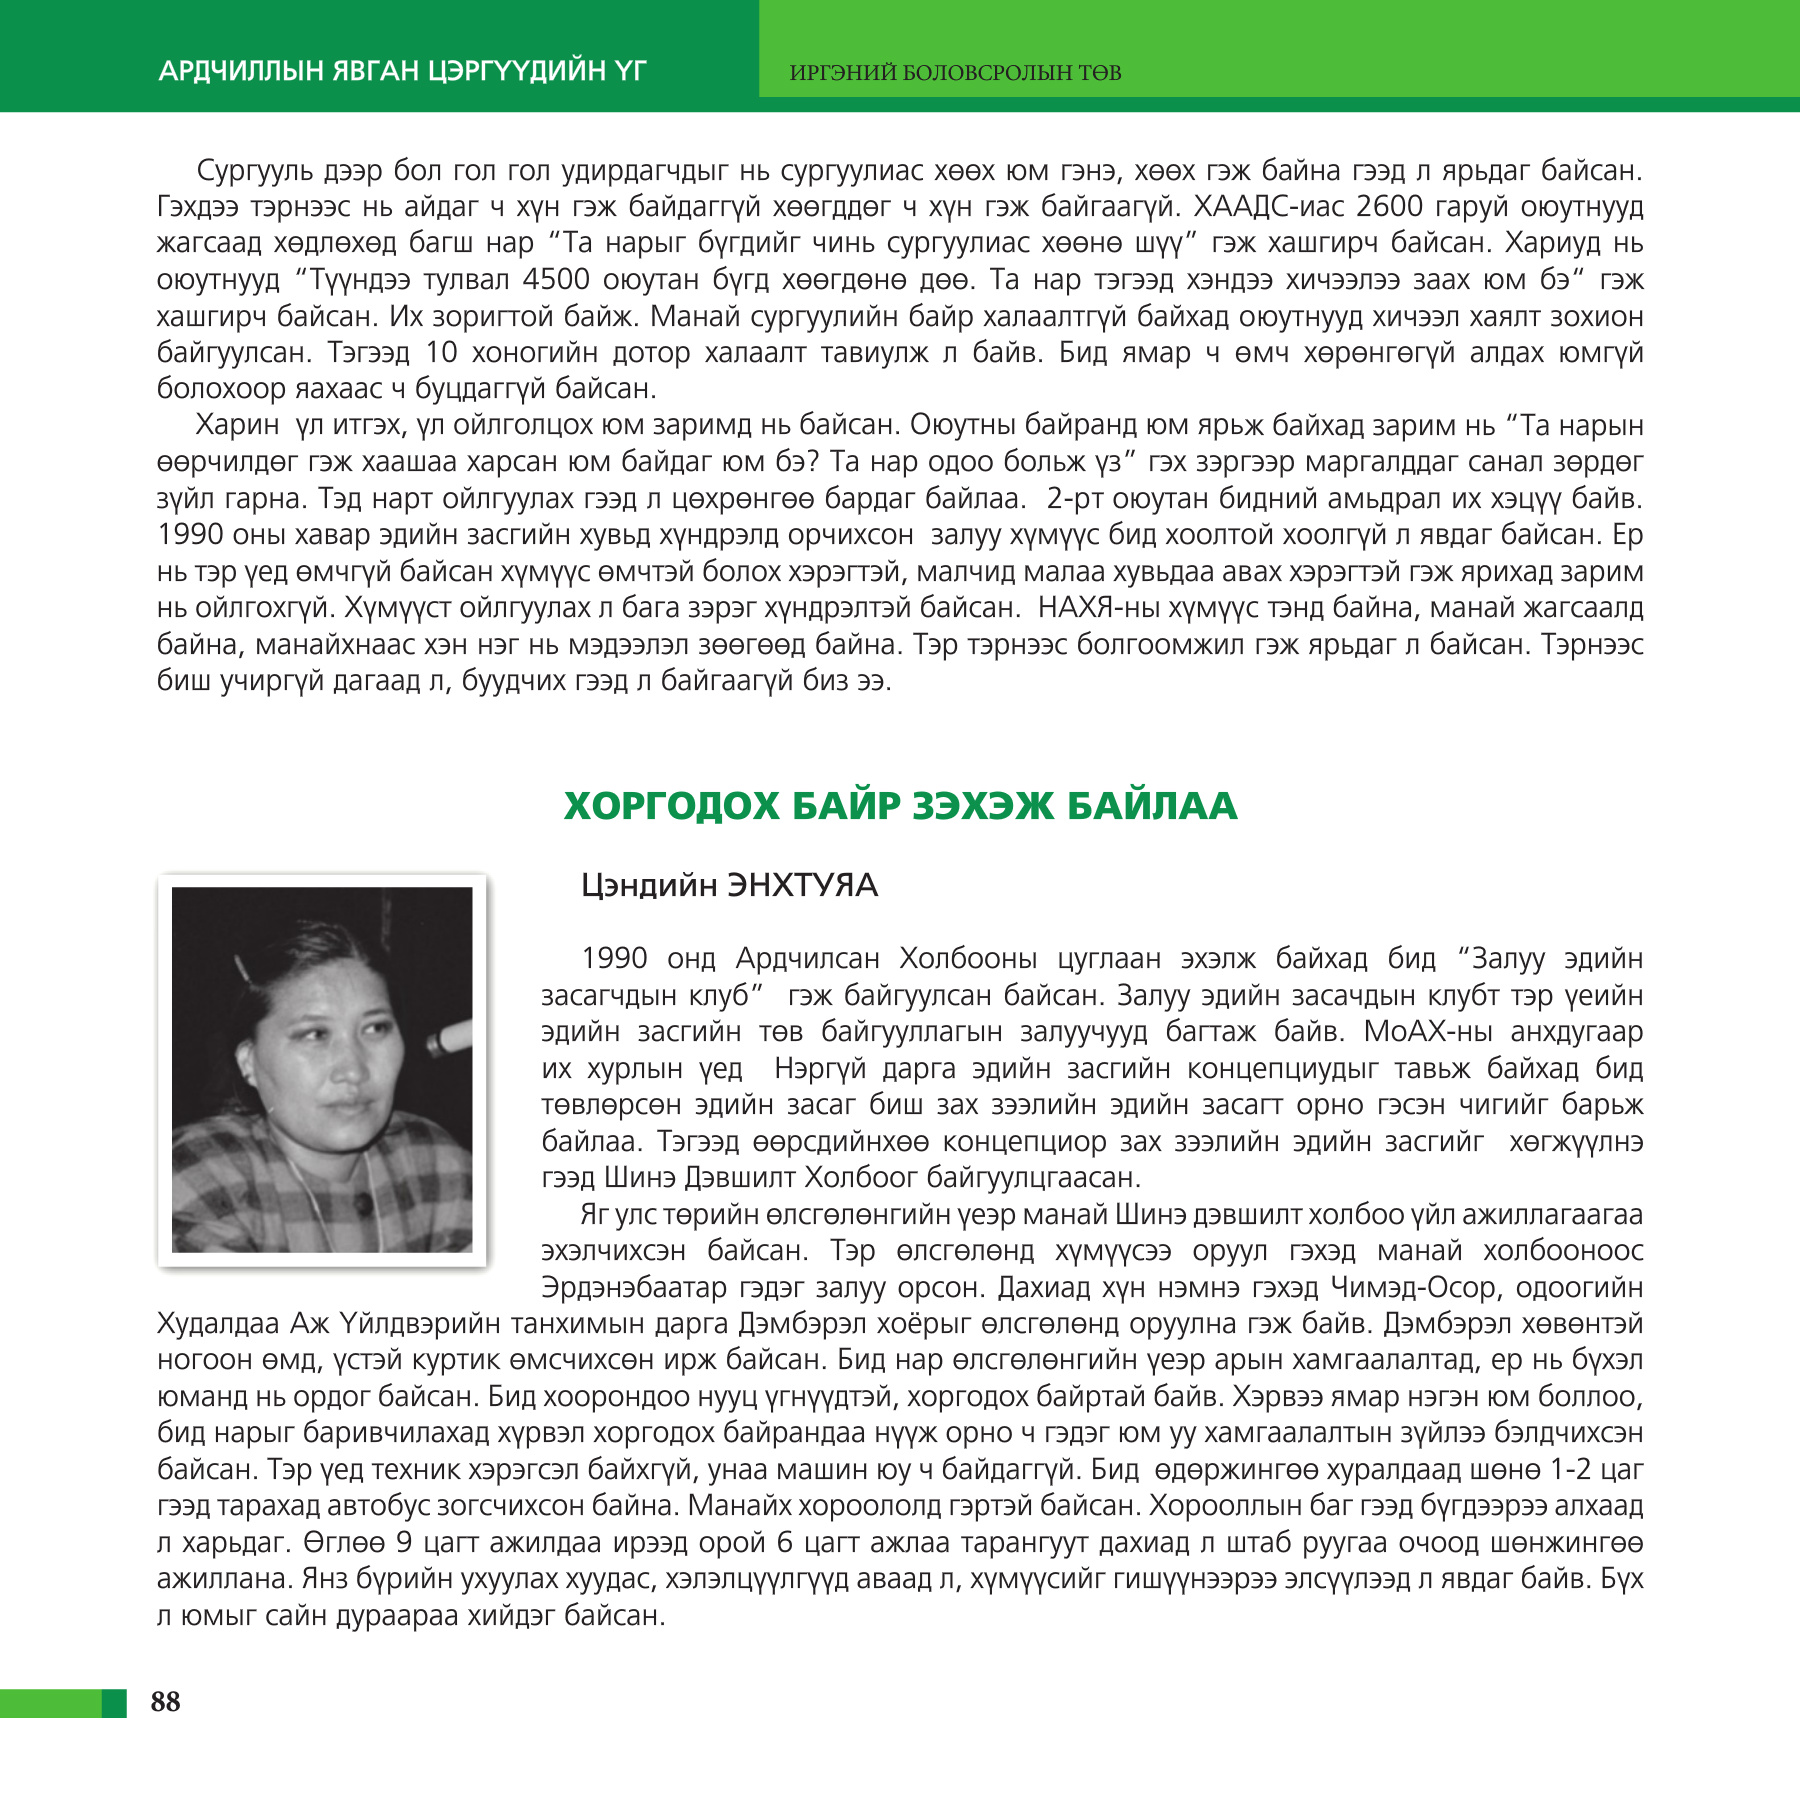 АРДЧИЛЛЫН ЯВГАН ЦЭРГҮҮДИЙН ҮГ
ИРГЭНИЙ БОЛОВСРОЛЫН ТӨВ
Сургууль дээр бол гол гол удирдагчдыг нь сургуулиас хөөх юм гэнэ, хөөх гэж байна гээд л ярьдаг байсан.
Гэхдээ тэрнээс нь айдаг ч хүн гэж байдаггүй хөөгддөг ч хүн гэж байгаагүй. ХААДС-иас 2600 гаруй оюутнууд
жагсаад хөдлөхөд багш нар “Та нарыг бүгдийг чинь сургуулиас хөөнө шүү” гэж хашгирч байсан. Хариуд нь
оюутнууд “Түүндээ тулвал 4500 оюутан бүгд хөөгдөнө дөө. Та нар тэгээд хэндээ хичээлээ заах юм бэ“ гэж
хашгирч байсан. Их зоригтой байж. Манай сургуулийн байр халаалтгүй байхад оюутнууд хичээл хаялт зохион
байгуулсан. Тэгээд 10 хоногийн дотор халаалт тавиулж л байв. Бид ямар ч өмч хөрөнгөгүй алдах юмгүй
болохоор яахаас ч буцдаггүй байсан.
Харин  үл итгэх, үл ойлголцох юм заримд нь байсан. Оюутны байранд юм ярьж байхад зарим нь “Та нарын
өөрчилдөг гэж хаашаа харсан юм байдаг юм бэ? Та нар одоо больж үз” гэх зэргээр маргалддаг санал зөрдөг
зүйл гарна. Тэд нарт ойлгуулах гээд л цөхрөнгөө бардаг байлаа.  2-рт оюутан бидний амьдрал их хэцүү байв.
1990 оны хавар эдийн засгийн хувьд хүндрэлд орчихсон  залуу хүмүүс бид хоолтой хоолгүй л явдаг байсан. Ер
нь тэр үед өмчгүй байсан хүмүүс өмчтэй болох хэрэгтэй, малчид малаа хувьдаа авах хэрэгтэй гэж ярихад зарим
нь ойлгохгүй. Хүмүүст ойлгуулах л бага зэрэг хүндрэлтэй байсан.  НАХЯ-ны хүмүүс тэнд байна, манай жагсаалд
байна, манайхнаас хэн нэг нь мэдээлэл зөөгөөд байна. Тэр тэрнээс болгоомжил гэж ярьдаг л байсан. Тэрнээс
биш учиргүй дагаад л, буудчих гээд л байгаагүй биз ээ.
ХОРГОДОХ БАЙР ЗЭХЭЖ БАЙЛАА
Цэндийн ЭНХТУЯА
1990 онд Ардчилсан Холбооны цуглаан эхэлж байхад бид “Залуу эдийн
засагчдын клуб”  гэж байгуулсан байсан. Залуу эдийн засачдын клубт тэр үеийн
эдийн засгийн төв байгууллагын залуучууд багтаж байв. МоАХ-ны анхдугаар
их хурлын үед  Нэргүй дарга эдийн засгийн концепциудыг тавьж байхад бид
төвлөрсөн эдийн засаг биш зах зээлийн эдийн засагт орно гэсэн чигийг барьж
байлаа. Тэгээд өөрсдийнхөө концепциор зах зээлийн эдийн засгийг  хөгжүүлнэ
гээд Шинэ Дэвшилт Холбоог байгуулцгаасан.
Яг улс төрийн өлсгөлөнгийн үеэр манай Шинэ дэвшилт холбоо үйл ажиллагаагаа
эхэлчихсэн байсан. Тэр өлсгөлөнд хүмүүсээ оруул гэхэд манай холбооноос
Эрдэнэбаатар гэдэг залуу орсон. Дахиад хүн нэмнэ гэхэд Чимэд-Осор, одоогийн
Худалдаа Аж Үйлдвэрийн танхимын дарга Дэмбэрэл хоёрыг өлсгөлөнд оруулна гэж байв. Дэмбэрэл хөвөнтэй
ногоон өмд, үстэй куртик өмсчихсөн ирж байсан. Бид нар өлсгөлөнгийн үеэр арын хамгаалалтад, ер нь бүхэл
юманд нь ордог байсан. Бид хоорондоо нууц үгнүүдтэй, хоргодох байртай байв. Хэрвээ ямар нэгэн юм боллоо,
бид нарыг баривчилахад хүрвэл хоргодох байрандаа нүүж орно ч гэдэг юм уу хамгаалалтын зүйлээ бэлдчихсэн
байсан. Тэр үед техник хэрэгсэл байхгүй, унаа машин юу ч байдаггүй. Бид  өдөржингөө хуралдаад шөнө 1-2 цаг
гээд тарахад автобус зогсчихсон байна. Манайх хороололд гэртэй байсан. Хорооллын баг гээд бүгдээрээ алхаад
л харьдаг. Өглөө 9 цагт ажилдаа ирээд орой 6 цагт ажлаа тарангуут дахиад л штаб руугаа очоод шөнжингөө
ажиллана. Янз бүрийн ухуулах хуудас, хэлэлцүүлгүүд аваад л, хүмүүсийг гишүүнээрээ элсүүлээд л явдаг байв. Бүх
л юмыг сайн дураараа хийдэг байсан.
88